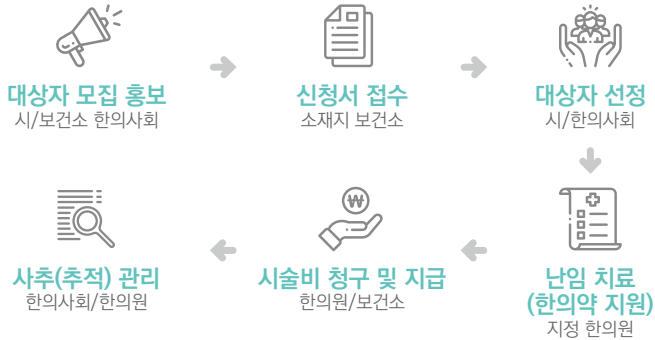 대상자 모집 홍보
시/보건소 한의사회
신청서 접수
소재지 보건소
대상자 선정
시/한의사회
난임 치료
(한의약 지원)
지정 한의원
₩
시술비 청구 및 지급
한의원/보건소
사추(추적) 관리
한의사회/한의원